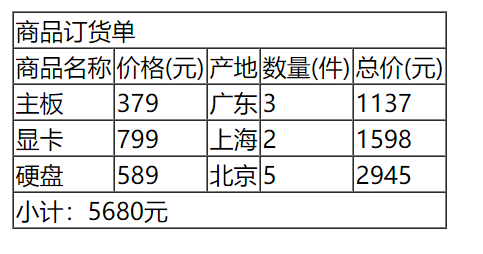 商品订货单
商品名称 价格(元) 产地 数量(件) 总价(元)
主板 379 广东 3 1137
显卡 799 上海 2 1598
硬盘 589 北京 5 2945
小计：5680元